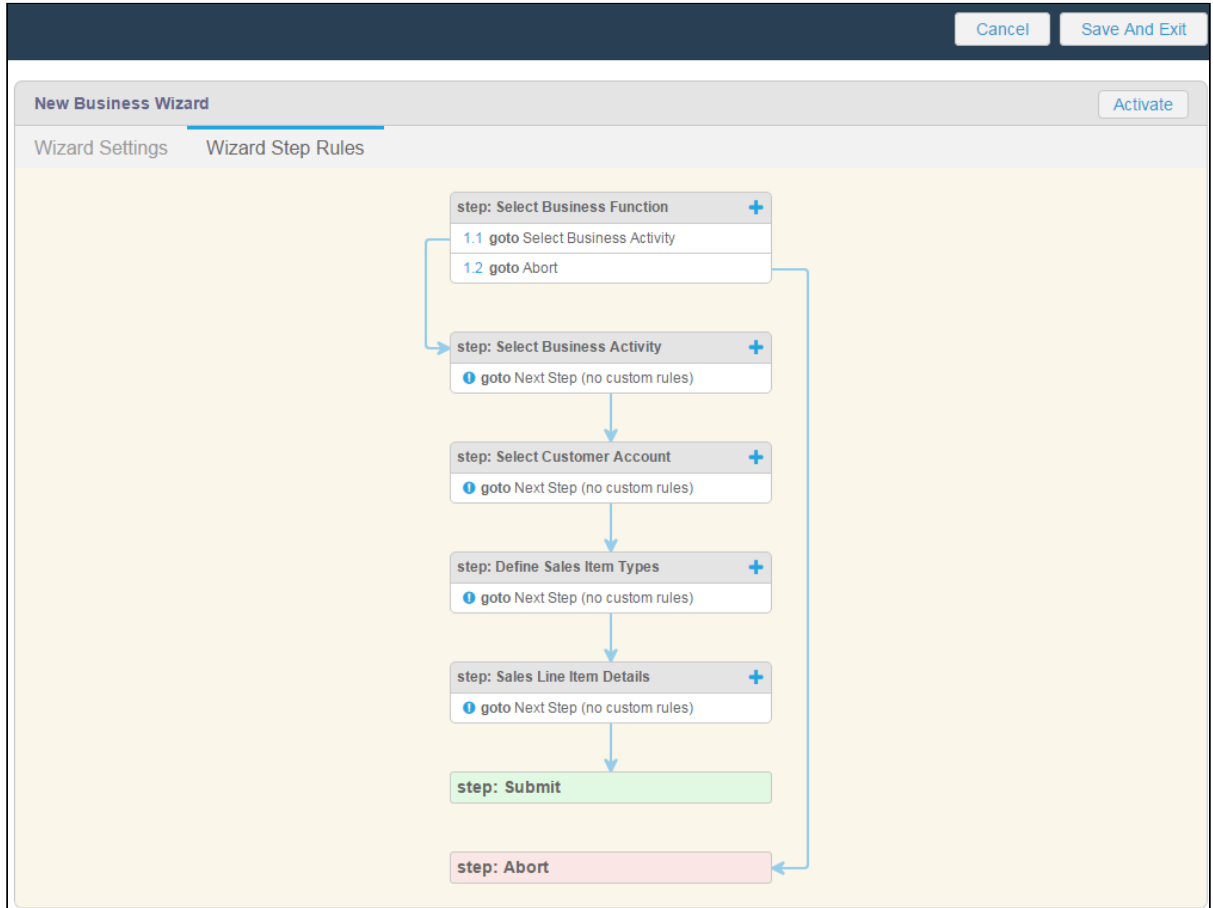 Cancel
Save And Exit
New Business Wizard
Activate
Wizard Settings
Wizard Step Rules
step: Select Business Function
1.1 goto Select Business Activity
1.2 goto Abort
step: Select Business Activity
goto Next Step (no custom rules)
step: Select Customer Account
goto Next Step (no custom rules)
step: Define Sales Item Types
goto Next Step (no custom rules)
step: Sales Line Item Details
goto Next Step (no custom rules)
step: Submit
step: Abort